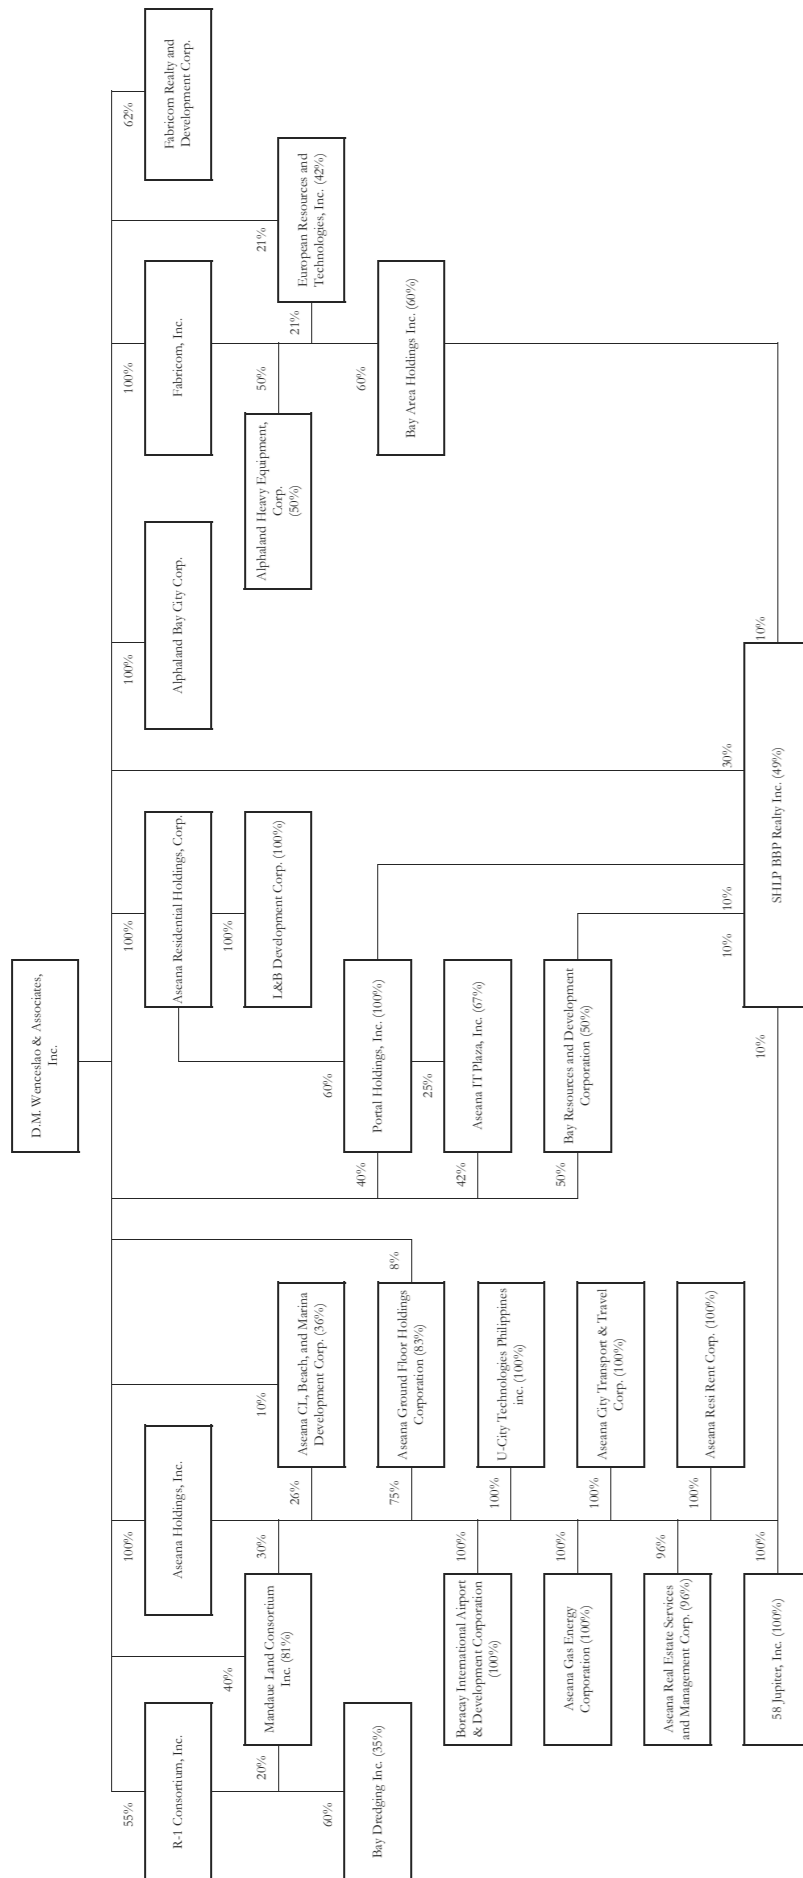 D.M. Wenceslao & Associates,
Inc.
55%
R-1 Consortium, Inc.
40%
100%
Aseana Holdings, Inc.
100%
Aseana Residential Holdings, Corp.
100%
Alphaland Bay City Corp.
100%
Fabricom, Inc.
62%
Fabricom Realty and
Development Corp.
20%
Mandaue Land Consortium
Inc. (81%)
30%
60%
Bay Dredging Inc. (35%)
10%
26%
Aseana CL, Beach, and Marina
Development Corp. (36%)
8%
75%
Aseana Ground Floor Holdings
Corporation (83%)
100%
Boracay International Airport
& Development Corporation
(100%)
100%
U-City Technologies Philippines
inc. (100%)
100%
Aseana Gas Energy
Corporation (100%)
100%
Aseana City Transport & Travel
Corp. (100%)
96%
Aseana Real Estate Services
and Management Corp. (96%)
100%
Aseana Resi Rent Corp. (100%)
100%
58 Jupiter, Inc. (100%)
100%
L&B Development Corp. (100%)
40%
60%
Portal Holdings, Inc. (100%)
42%
25%
Aseana IT Plaza, Inc. (67%)
50%
Bay Resources and Development
Corporation (50%)
50%
Alphaland Heavy Equipment,
Corp.
(50%)
21%
21%
European Resources and
Technologies, Inc. (42%)
60%
Bay Area Holdings Inc. (60%)
10%
10%
10%
30%
10%
SHLP BBP Realty Inc. (49%)